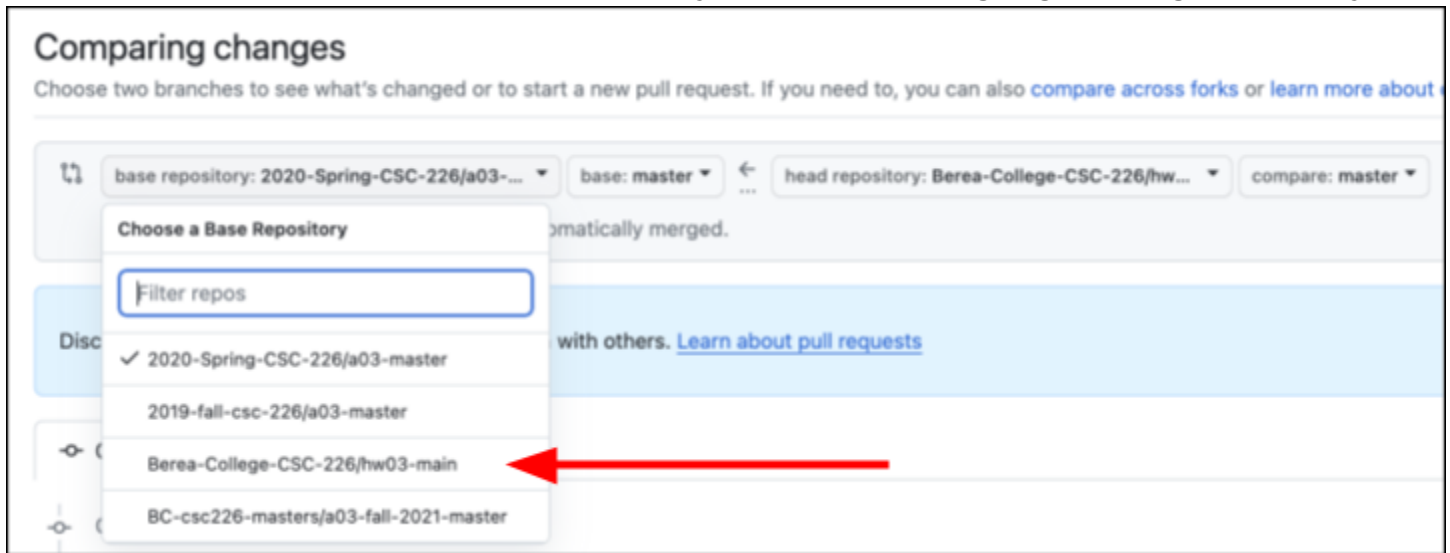 Comparing changes
Choose two branches to see what's changed or to start a new pull request. If you need to, you can also compare across forks or learn more about
base repository: 2020-Spring-CSC-226/a03-... base: master ← ... head repository: Berea-College-CSC-226/hw... compare: master
Choose a Base Repository
omatically merged.
Filter repos
Disc with others. Learn about pull requests
✓ 2020-Spring-CSC-226/a03-master
2019-fall-csc-226/a03-master
Berea-College-CSC-226/hw03-main
BC-csc226-masters/a03-fall-2021-master